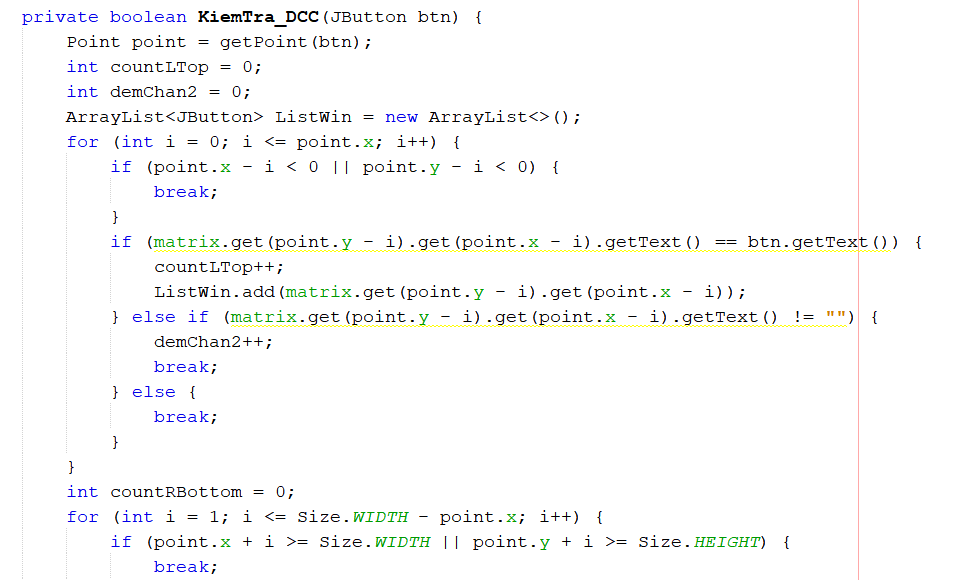 private boolean KiemTra_DCC(JButton btn) {
    Point point = getPoint(btn);
    int countLTop = 0;
    int demChan2 = 0;
    ArrayList<JButton> ListWin = new ArrayList<>();
    for (int i = 0; i <= point.x; i++) {
        if (point.x - i < 0 || point.y - i < 0) {
            break;
        }
        if (matrix.get(point.y - i).get(point.x - i).getText() == btn.getText()) {
            countLTop++;
            ListWin.add(matrix.get(point.y - i).get(point.x - i));
        } else if (matrix.get(point.y - i).get(point.x - i).getText() != "") {
            demChan2++;
            break;
        } else {
            break;
        }
    }
    int countRBottom = 0;
    for (int i = 1; i <= Size.WIDTH - point.x; i++) {
        if (point.x + i >= Size.WIDTH || point.y + i >= Size.HEIGHT) {
            break;